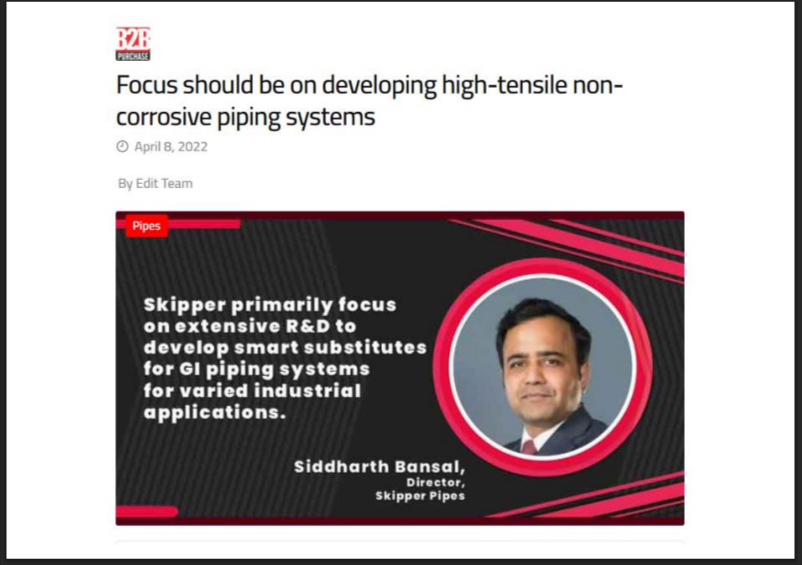 B2B
PURCHASE
Focus should be on developing high-tensile non-
corrosive piping systems
April 8, 2022
By Edit Team
Pipes
Skipper primarily focus
on extensive R&D to
develop smart substitutes
for GI piping systems
for varied industrial
applications.
Siddharth Bansal,
Director,
Skipper Pipes